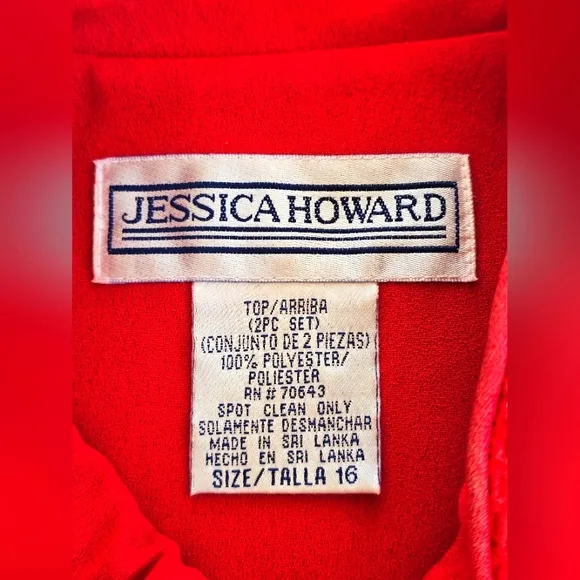 JESSICA HOWARD
TOP/ARRIBA
(2PC SET)
(CONJUNTO DE 2 PIEZAS)
100% POLYESTER/
POLIESTER
RN # 70643
SPOT CLEAN ONLY
SOLAMENTE DESMANCHAR
MADE IN SRI LANKA
HECHO EN SRI LANKA
SIZE/TALLA 16